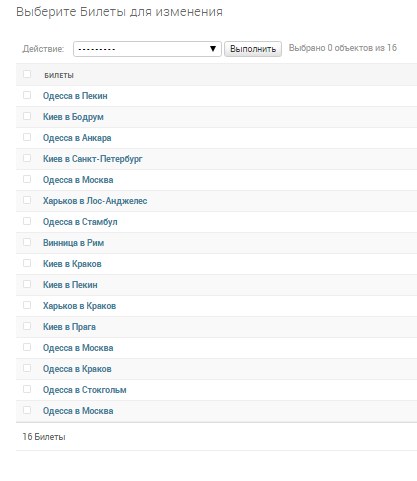 Выберите Билеты для изменения
Действие: --------- Выполнить Выбрано 0 объектов из 16
БИЛЕТЫ
Одесса в Пекин
Киев в Бодрум
Одесса в Анкара
Киев в Санкт-Петербург
Одесса в Москва
Харьков в Лос-Анджелес
Одесса в Стамбул
Винница в Рим
Киев в Краков
Киев в Пекин
Харьков в Краков
Киев в Прага
Одесса в Москва
Одесса в Краков
Одесса в Стокгольм
Одесса в Москва
16 Билеты